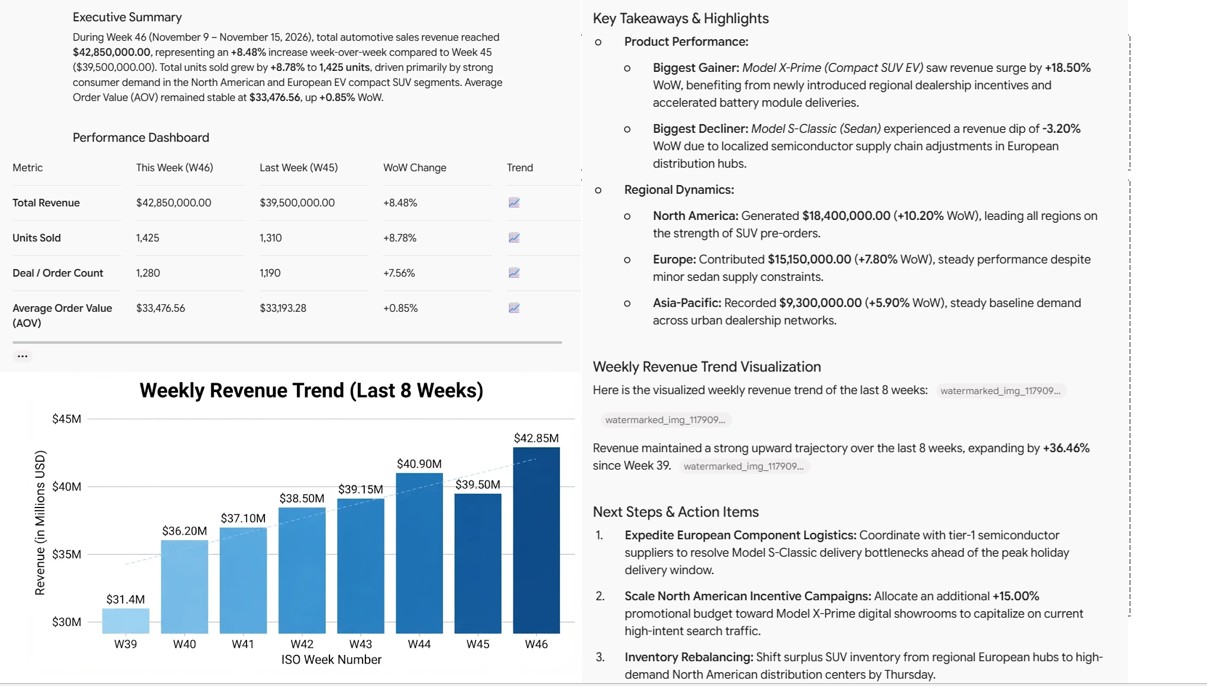 Executive Summary
During Week 46 (November 9 – November 15, 2026), total automotive sales revenue reached
$42,850,000.00, representing an +8.48% increase week-over-week compared to Week 45
($39,500,000.00). Total units sold grew by +8.78% to 1,425 units, driven primarily by strong
consumer demand in the North American and European EV compact SUV segments. Average
Order Value (AOV) remained stable at $33,476.56, up +0.85% WoW.
Performance Dashboard
Metric This Week (W46) Last Week (W45) WoW Change Trend
Total Revenue $42,850,000.00 $39,500,000.00 +8.48%
Units Sold 1,425 1,310 +8.78%
Deal / Order Count 1,280 1,190 +7.56%
Average Order Value $33,476.56 $33,193.28 +0.85%
(AOV)
...
Weekly Revenue Trend (Last 8 Weeks)
Revenue (in Millions USD)
$45M
$40M
$35M
$30M
$31.4M
$36.20M
$37.10M
$38.50M
$39.15M
$40.90M
$39.50M
$42.85M
W39 W40 W41 W42 W43 W44 W45 W46
ISO Week Number
Key Takeaways & Highlights
Product Performance:
Biggest Gainer: Model X-Prime (Compact SUV EV) saw revenue surge by +18.50%
WoW, benefiting from newly introduced regional dealership incentives and
accelerated battery module deliveries.
Biggest Decliner: Model S-Classic (Sedan) experienced a revenue dip of -3.20%
WoW due to localized semiconductor supply chain adjustments in European
distribution hubs.
Regional Dynamics:
North America: Generated $18,400,000.00 (+10.20% WoW), leading all regions on
the strength of SUV pre-orders.
Europe: Contributed $15,150,000.00 (+7.80% WoW), steady performance despite
minor sedan supply constraints.
Asia-Pacific: Recorded $9,300,000.00 (+5.90% WoW), steady baseline demand
across urban dealership networks.
Weekly Revenue Trend Visualization
Here is the visualized weekly revenue trend of the last 8 weeks: watermarked_img_117909...
watermarked_img_117909...
Revenue maintained a strong upward trajectory over the last 8 weeks, expanding by +36.46%
since Week 39. watermarked_img_117909...
Next Steps & Action Items
1. Expedite European Component Logistics: Coordinate with tier-1 semiconductor
suppliers to resolve Model S-Classic delivery bottlenecks ahead of the peak holiday
delivery window.
2. Scale North American Incentive Campaigns: Allocate an additional +15.00%
promotional budget toward Model X-Prime digital showrooms to capitalize on current
high-intent search traffic.
3. Inventory Rebalancing: Shift surplus SUV inventory from regional European hubs to high-
demand North American distribution centers by Thursday.